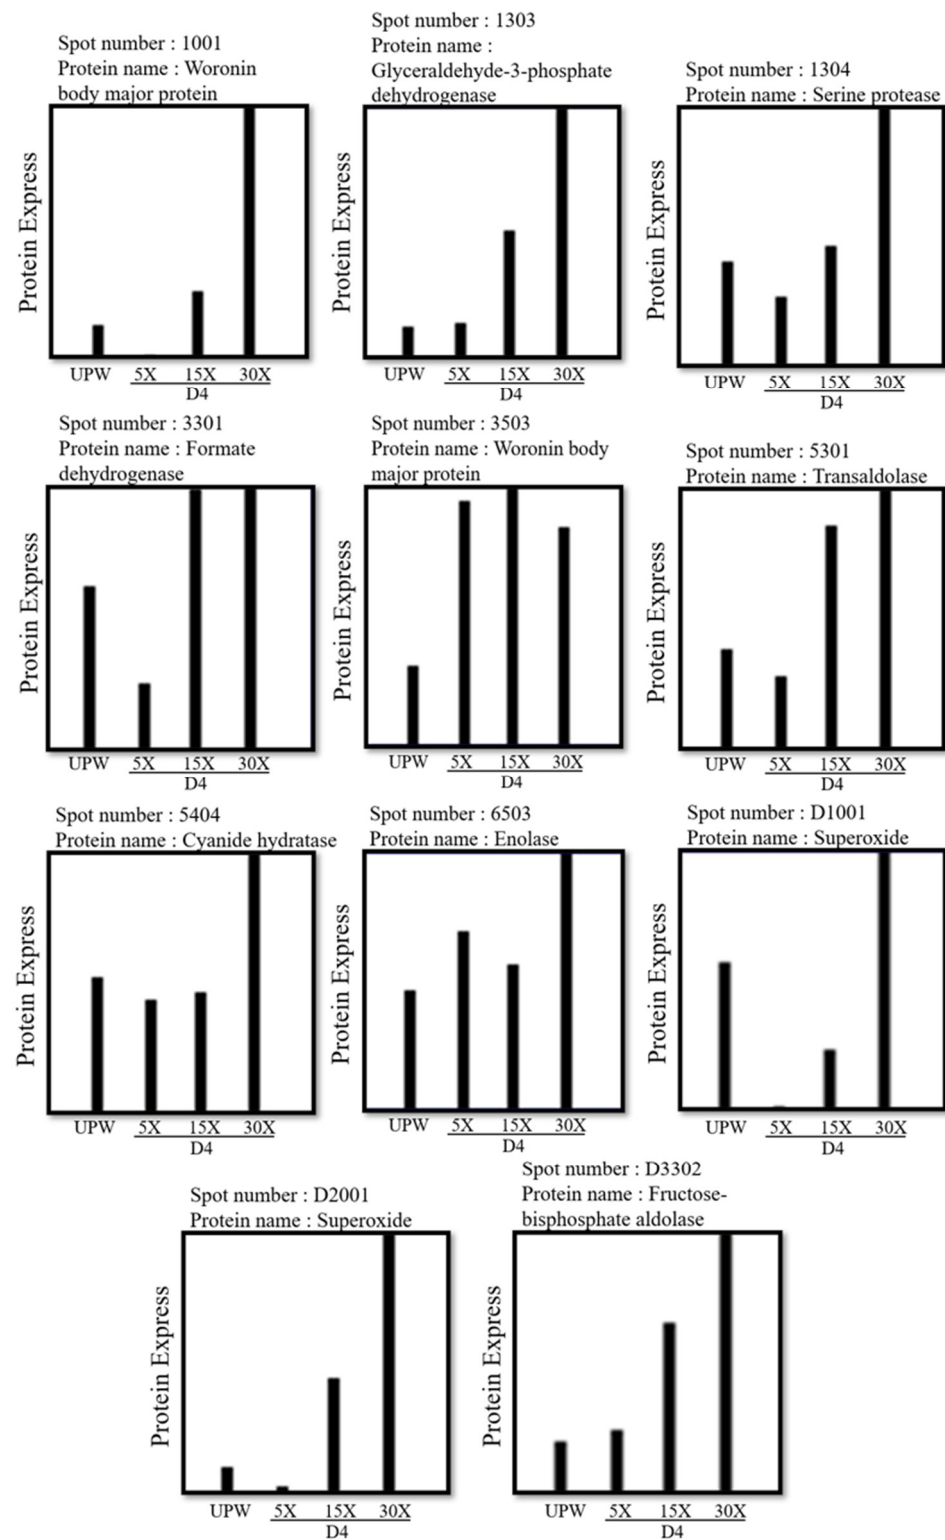 Spot number : 1001
Protein name : Woronin
body major protein
Protein Express
UPW 5X 15X 30X
D4
Spot number : 1303
Protein name :
Glyceraldehyde-3-phosphate
dehydrogenase
Protein Express
UPW 5X 15X 30X
D4
Spot number : 1304
Protein name : Serine protease
Protein Express
UPW 5X 15X 30X
D4
Spot number : 3301
Protein name : Formate
dehydrogenase
Protein Express
UPW 5X 15X 30X
D4
Spot number : 3503
Protein name : Woronin body
major protein
Protein Express
UPW 5X 15X 30X
D4
Spot number : 5301
Protein name : Transaldolase
Protein Express
UPW 5X 15X 30X
D4
Spot number : 5404
Protein name : Cyanide hydratase
Protein Express
UPW 5X 15X 30X
D4
Spot number : 6503
Protein name : Enolase
Protein Express
UPW 5X 15X 30X
D4
Spot number : D1001
Protein name : Superoxide
Protein Express
UPW 5X 15X 30X
D4
Spot number : D2001
Protein name : Superoxide
Protein Express
UPW 5X 15X 30X
D4
Spot number : D3302
Protein name : Fructose-
bisphosphate aldolase
Protein Express
UPW 5X 15X 30X
D4